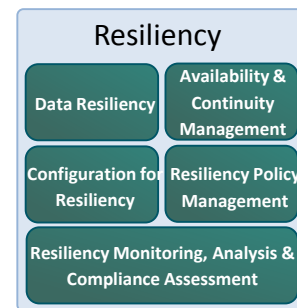 Resiliency
Data Resiliency
Availability &
Continuity
Management
Configuration for
Resiliency
Resiliency Policy
Management
Resiliency Monitoring, Analysis &
Compliance Assessment